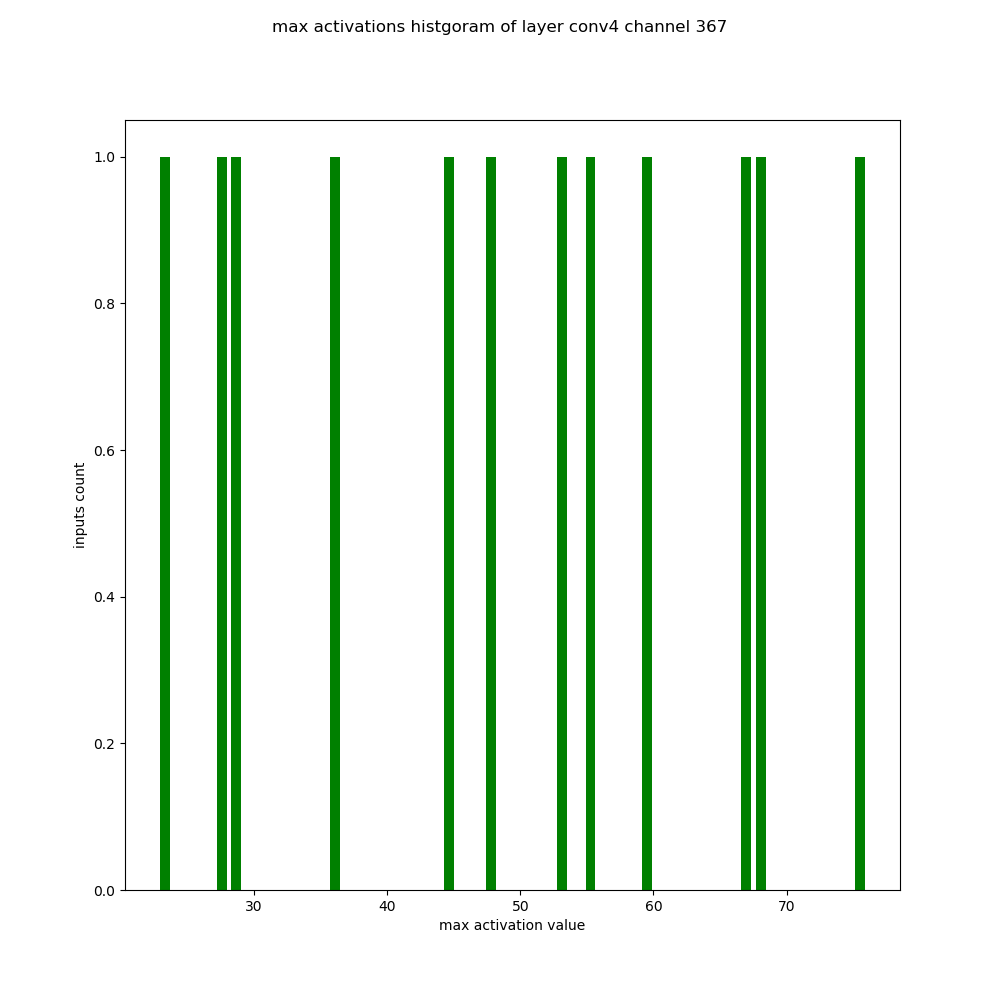 max activations histgoram of layer conv4 channel 367
1.0
0.8
0.6
0.4
0.2
0.0
inputs count
30 40 50 60 70
max activation value